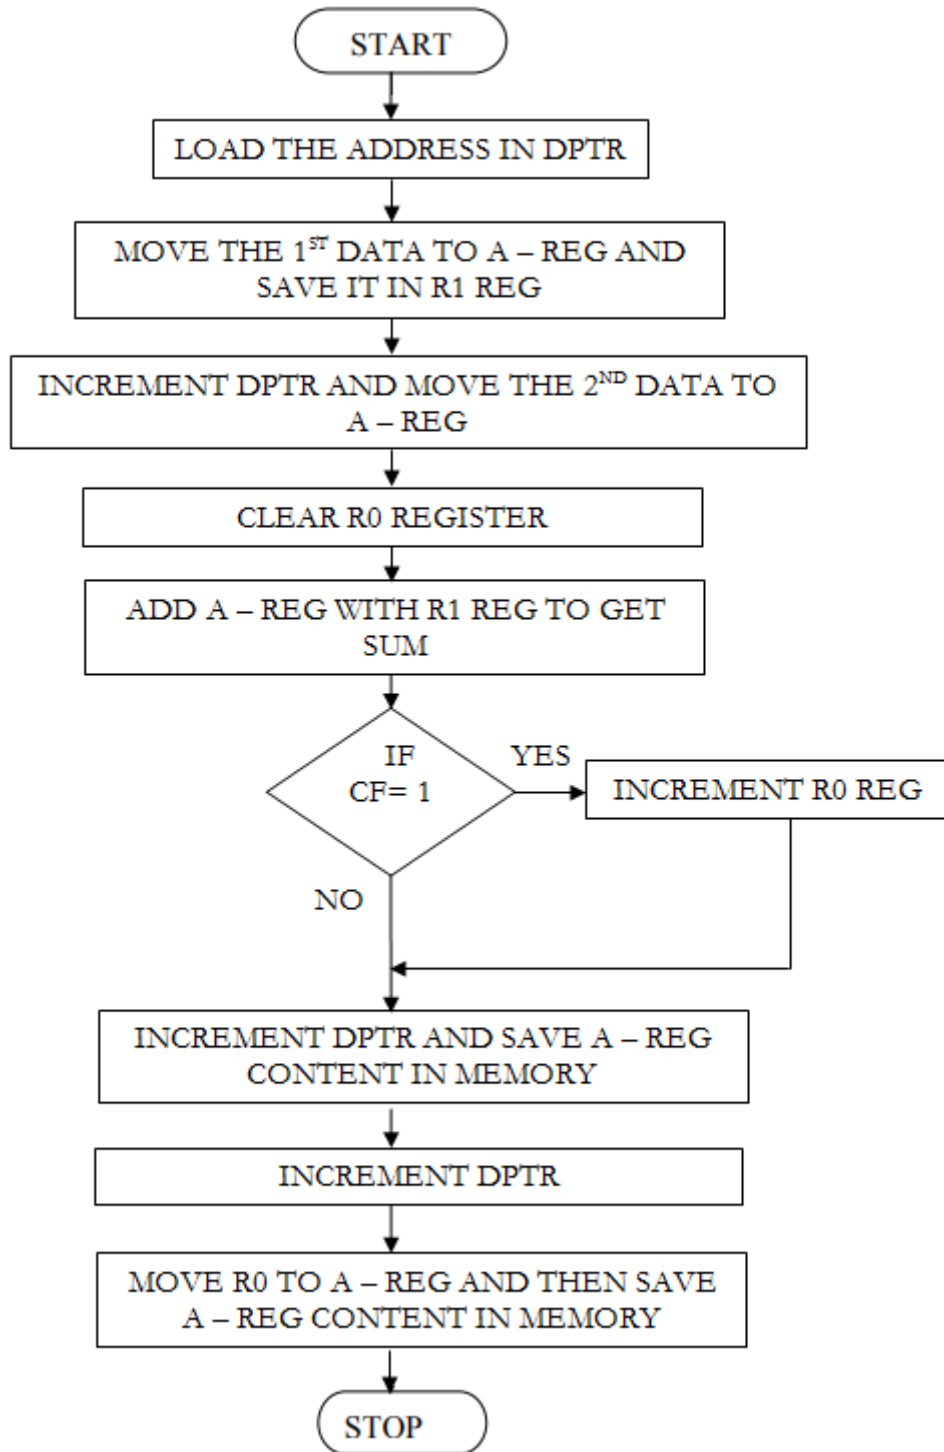 START
LOAD THE ADDRESS IN DPTR
MOVE THE 1ST DATA TO A – REG AND
SAVE IT IN R1 REG
INCREMENT DPTR AND MOVE THE 2ND DATA TO
A – REG
CLEAR R0 REGISTER
ADD A – REG WITH R1 REG TO GET
SUM
IF
CF= 1
YES
INCREMENT R0 REG
NO
INCREMENT DPTR AND SAVE A – REG
CONTENT IN MEMORY
INCREMENT DPTR
MOVE R0 TO A – REG AND THEN SAVE
A – REG CONTENT IN MEMORY
STOP